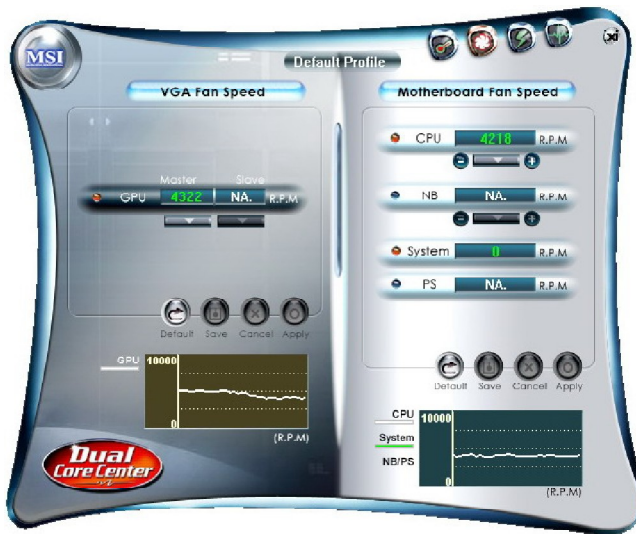 MSI
Default Profile
VGA Fan Speed
Master Slave
GPU 4322 NA. R.P.M
Default Save Cancel Apply
GPU 10000
0
(R.P.M)
Dual
Core Center
Motherboard Fan Speed
CPU 4218 R.P.M
NB NA. R.P.M
System 0 R.P.M
PS NA. R.P.M
Default Save Cancel Apply
CPU 10000
System
NB/PS
0
(R.P.M)